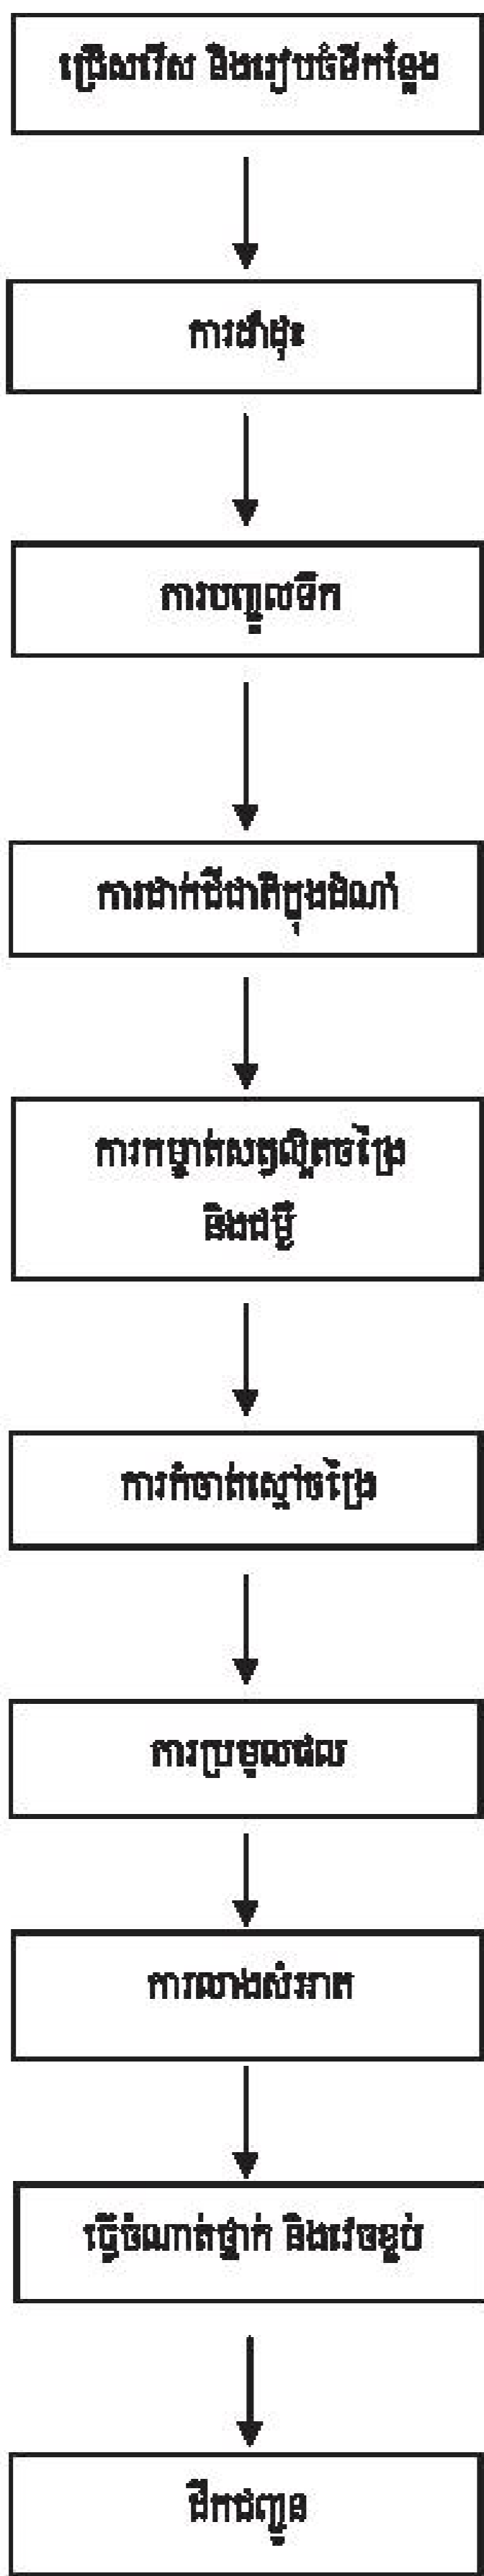 ជ្រើសរើស និងរៀបចំទីកន្លែង
ការដាំដុះ
ការបញ្ចូលទឹក
ការដាក់ជីជាតិក្នុងដំណាំ
ការកម្ចាត់សត្វល្អិតចង្រៃ
និងជម្ងឺ
ការកំចាត់ស្មៅចង្រៃ
ការប្រមូលផល
ការលាងសំអាត
ធ្វើចំណាត់ថ្នាក់ និងវេចខ្ចប់
ដឹកជញ្ជូន